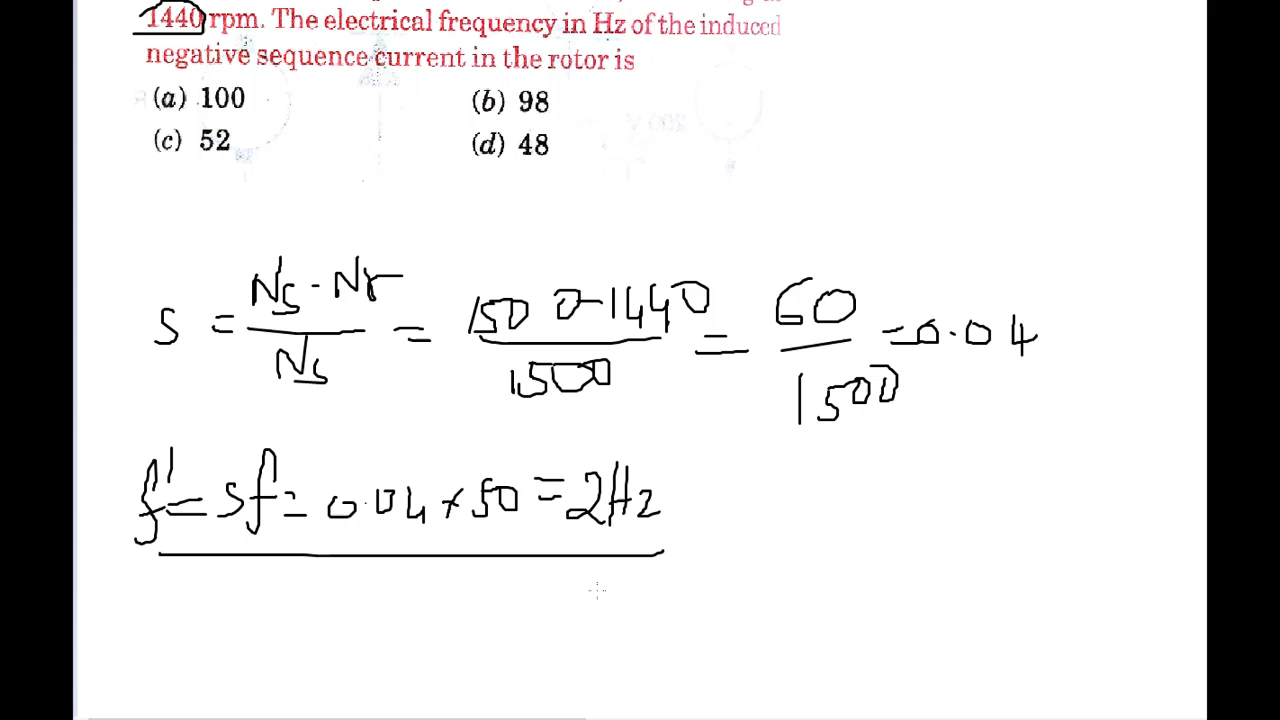 1440 rpm. The electrical frequency in Hz of the induced
negative sequence current in the rotor is
(a) 100 (b) 98
(c) 52 (d) 48
S = Ns - Nr / Ns = 1500 - 1440 / 1500 = 60 / 1500 = 0.04
f' = sf = 0.04 × 50 = 2Hz